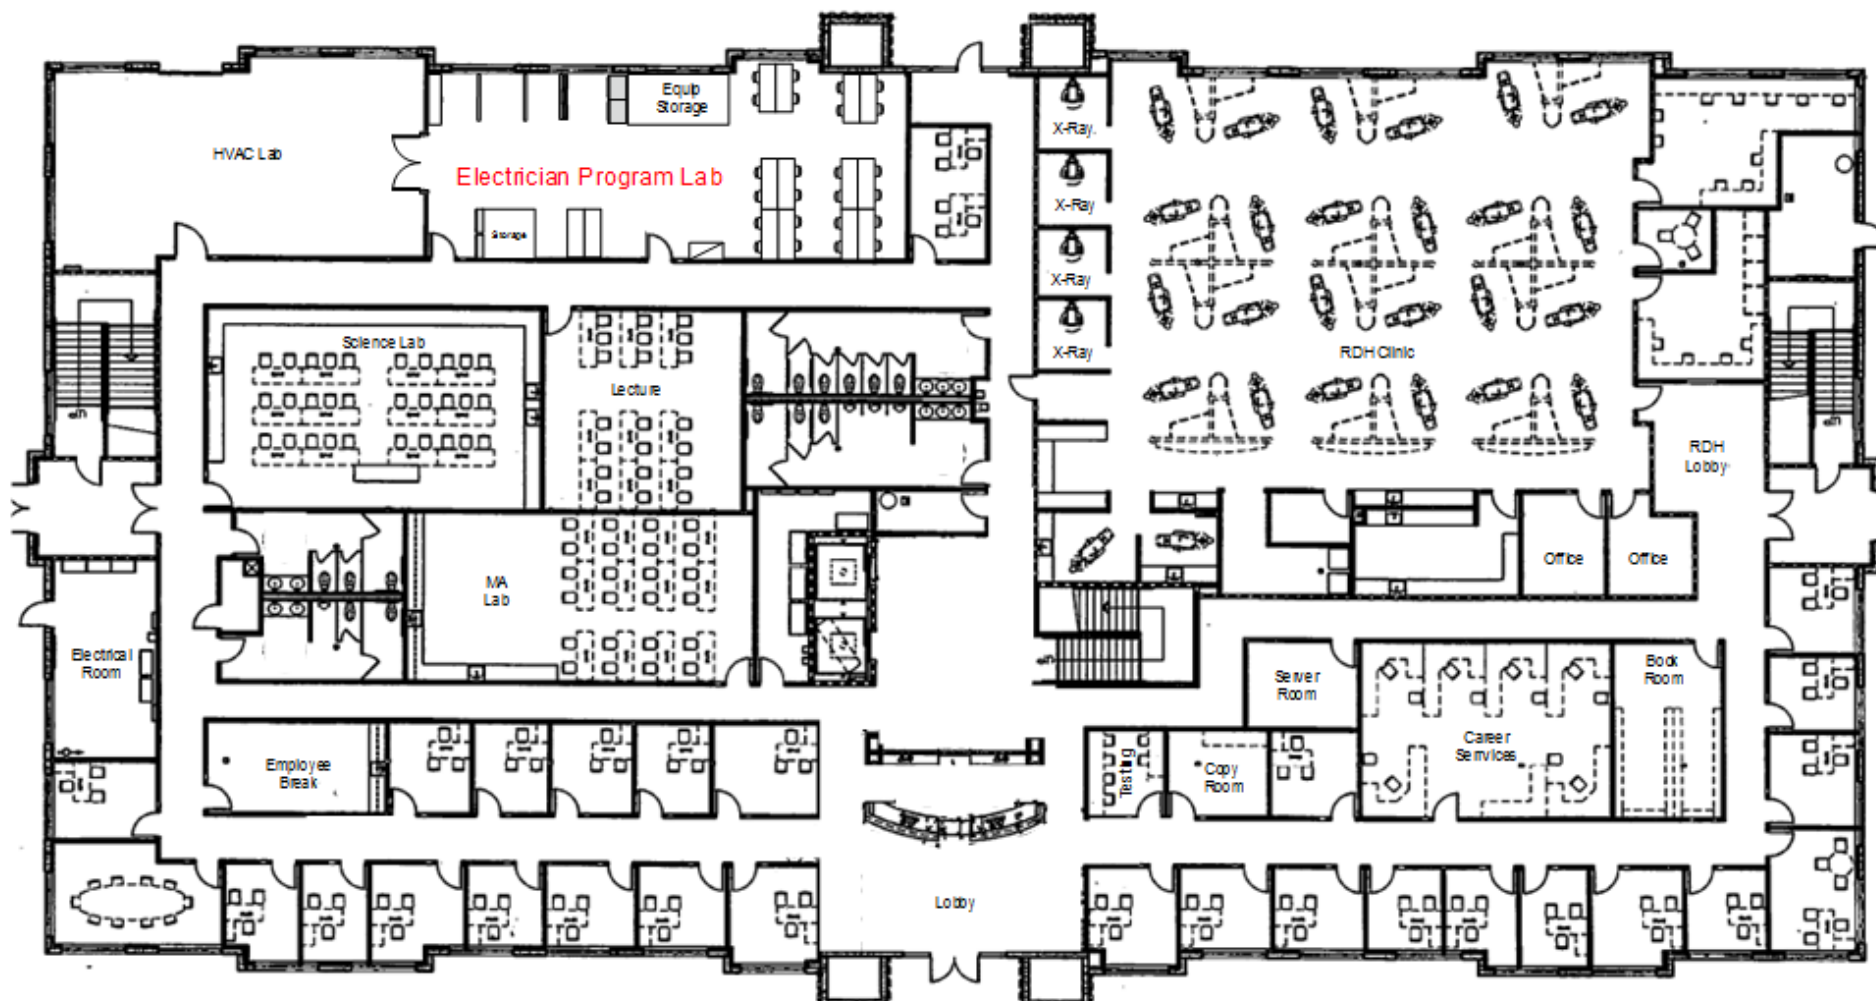 Equip
Storage
X-Ray.
HVAC Lab
Electrician Program Lab
X-Ray
Storage
X-Ray
Science Lab
X-Ray
RDH Clinic
Lecture
RDH
Lobby
MA
Lab
Office
Office
Electrical
Room
Server
Room
Book
Room
Career
Semvices
Employee
Break
Testing
Copy
Room
Lobby